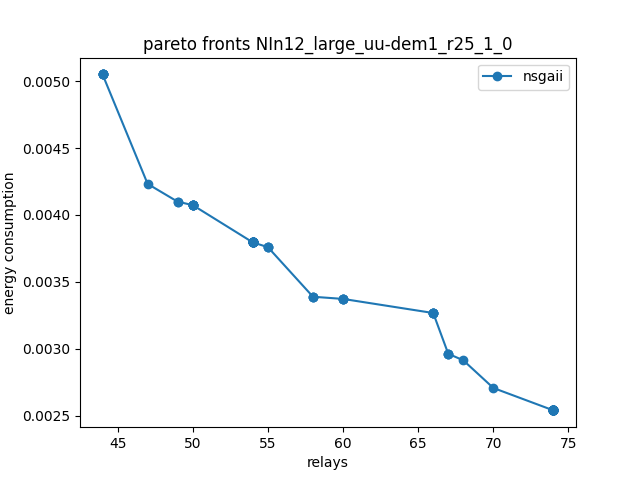 pareto fronts NIn12_large_uu-dem1_r25_1_0
nsgaii
energy consumption
0.0050
0.0045
0.0040
0.0035
0.0030
0.0025
45 50 55 60 65 70 75
relays